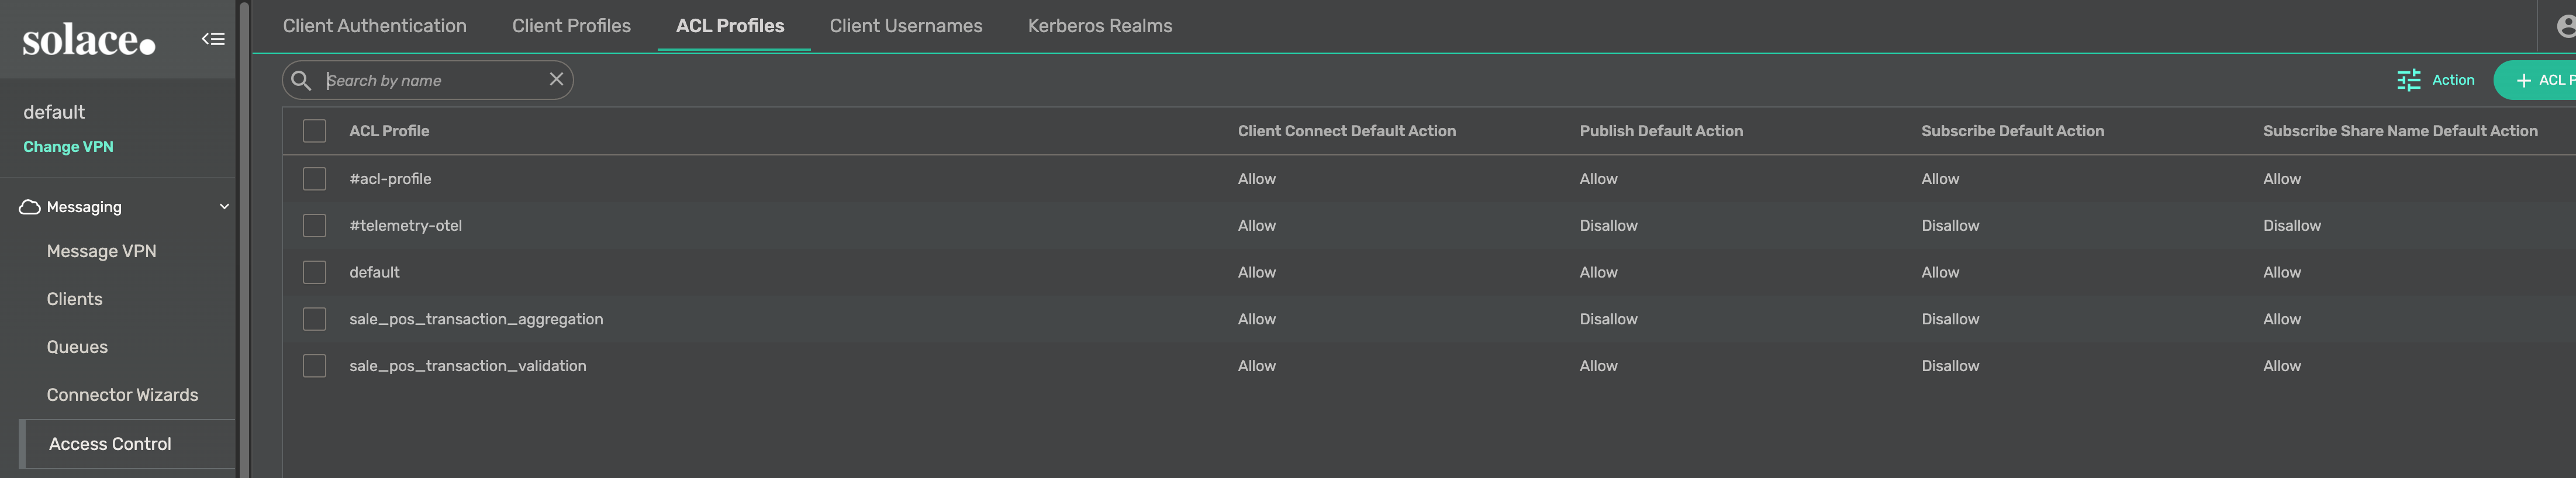 solace.
default
Change VPN
Messaging
Message VPN
Clients
Queues
Connector Wizards
Access Control
Client Authentication Client Profiles ACL Profiles Client Usernames Kerberos Realms
Search by name
Action + ACL P
ACL Profile Client Connect Default Action Publish Default Action Subscribe Default Action Subscribe Share Name Default Action
#acl-profile Allow Allow Allow Allow
#telemetry-otel Allow Disallow Disallow Disallow
default Allow Allow Allow Allow
sale_pos_transaction_aggregation Allow Disallow Disallow Allow
sale_pos_transaction_validation Allow Allow Disallow Allow